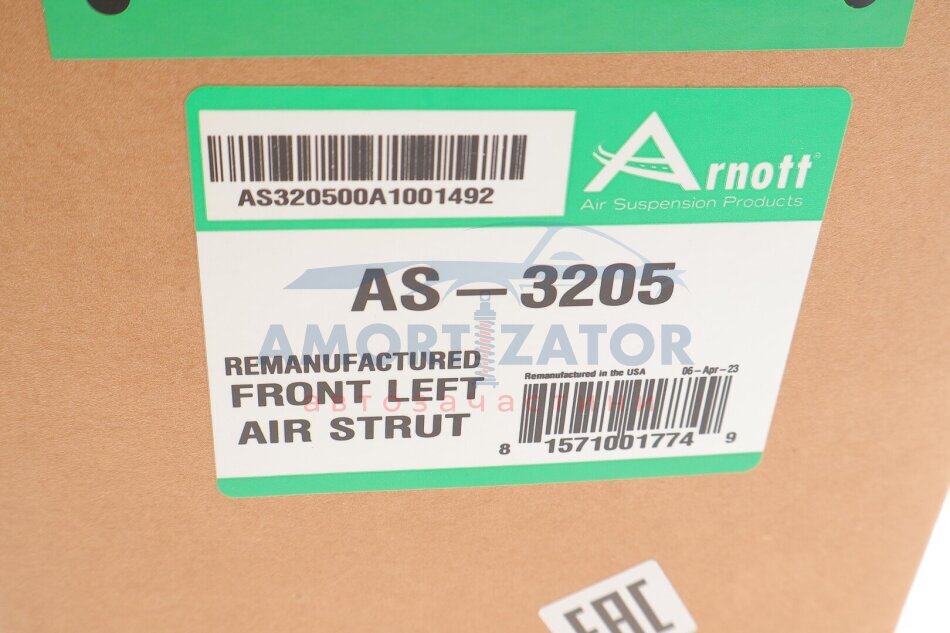 AS320500A1001492
Arnott®
Air Suspension Products
AS-3205
AMORTIZATOR
автозачастини
REMANUFACTURED
FRONT LEFT
AIR STRUT
Remanufactured in the USA 06-Apr-23
8 1571001774 9
EAC